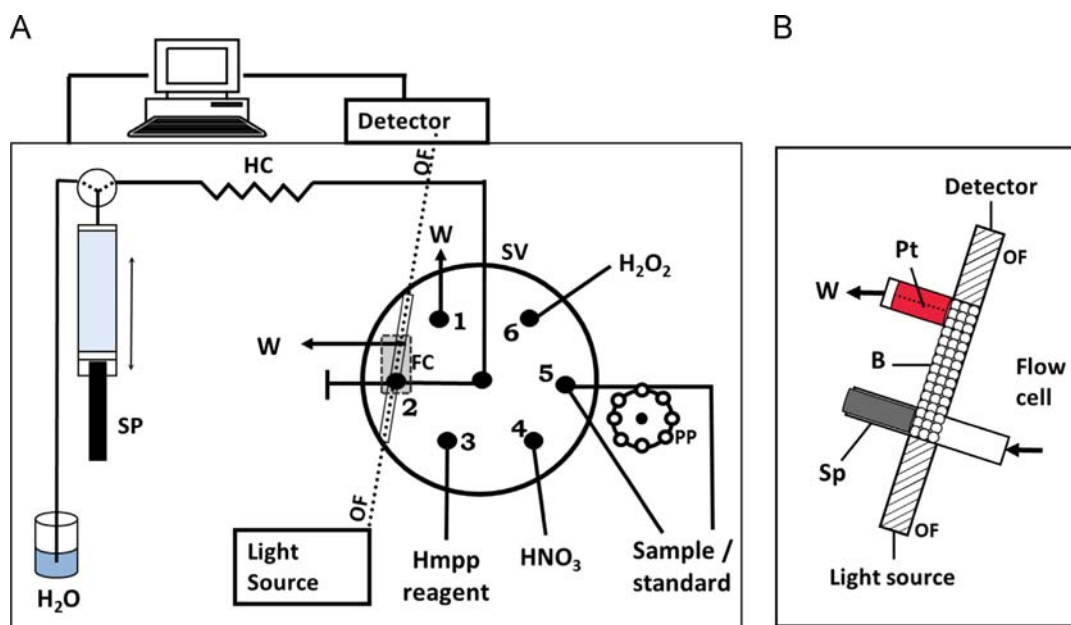 A
B
Detector
HC
OF
W
SV
H₂O₂
1
6
W
FC
5
2
SP
3
4
PP
OF
Light
Source
Hmpp
reagent
HNO₃
Sample /
standard
H₂O
Detector
Pt
OF
W
B
Flow
cell
Sp
OF
Light source